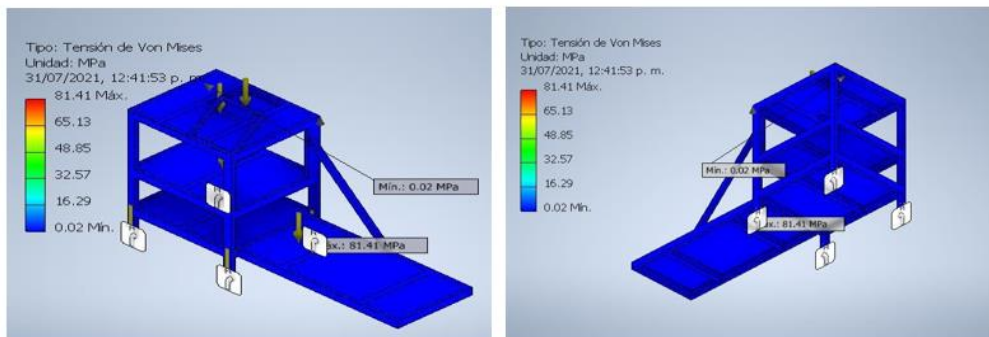 Tipo: Tensión de Von Mises
Unidad: MPa
31/07/2021, 12:41:53 p. m.
81.41 Máx.
65.13
48.85
32.57
16.29
0.02 Mín.
Mín.: 0.02 MPa
áx.: 81.41 MPa
Tipo: Tensión de Von Mises
Unidad: MPa
31/07/2021, 12:41:53 p. m.
81.41 Máx.
65.13
48.85
32.57
16.29
0.02 Mín.
Mín.: 0.02 MPa
áx.: 81.41 MPa